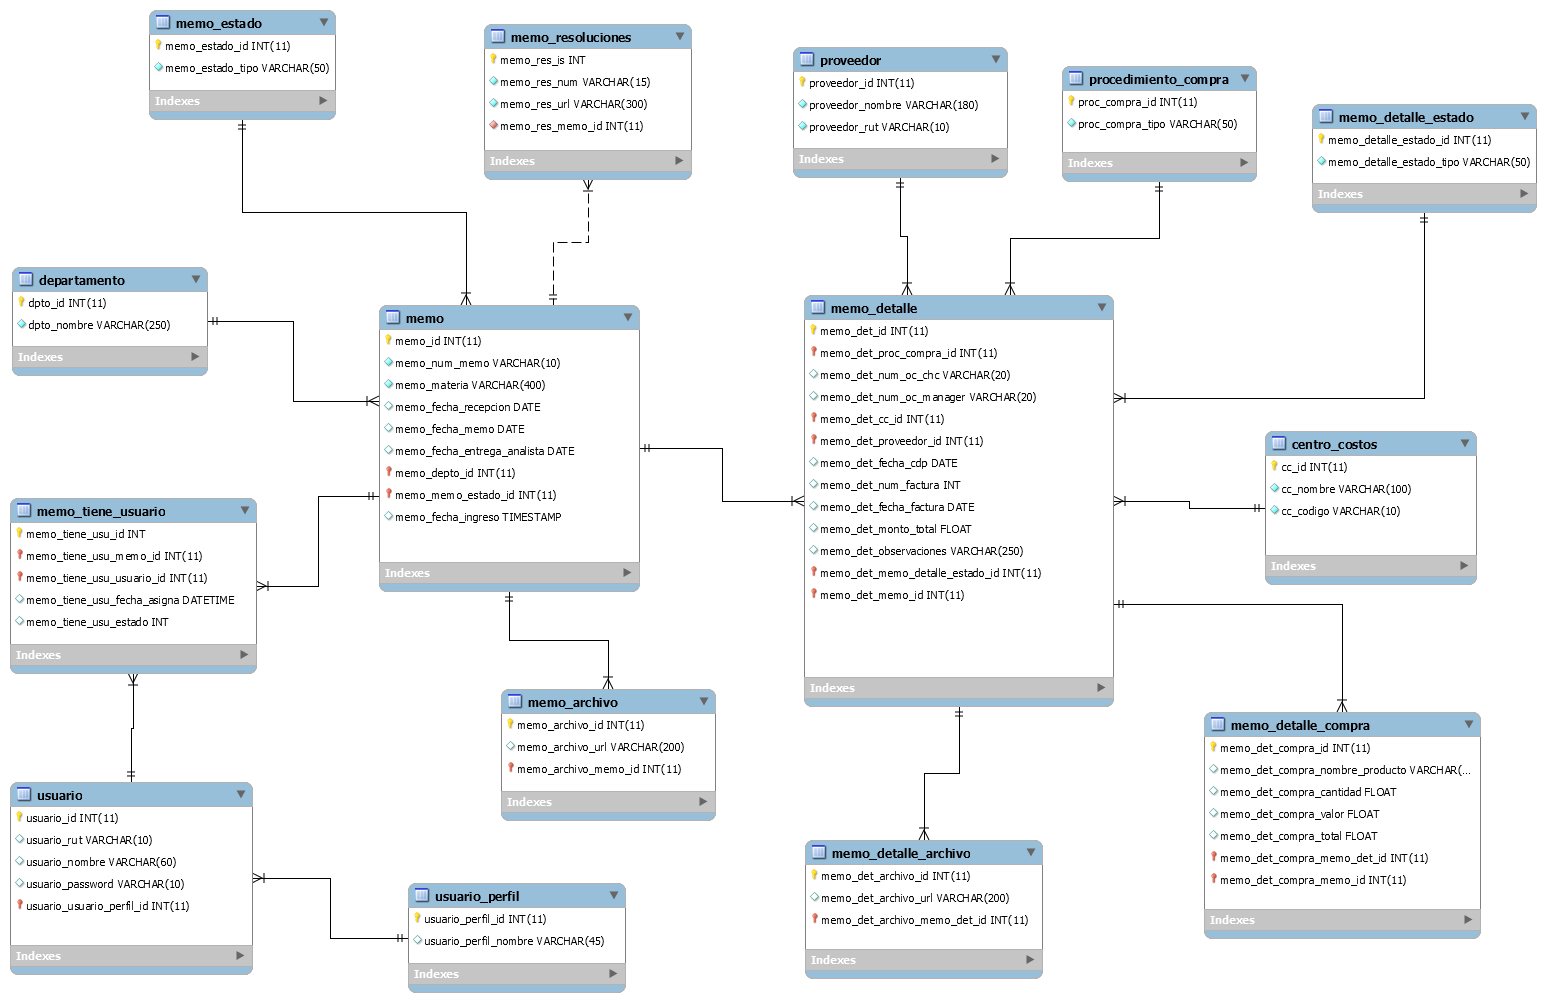 memo_estado
memo_estado_id INT(11)
memo_estado_tipo VARCHAR(50)
Indexes
memo_resoluciones
memo_res_is INT
memo_res_num VARCHAR(15)
memo_res_url VARCHAR(300)
memo_res_memo_id INT(11)
Indexes
proveedor
proveedor_id INT(11)
proveedor_nombre VARCHAR(180)
proveedor_rut VARCHAR(10)
Indexes
procedimiento_compra
proc_compra_id INT(11)
proc_compra_tipo VARCHAR(50)
Indexes
memo_detalle_estado
memo_detalle_estado_id INT(11)
memo_detalle_estado_tipo VARCHAR(50)
Indexes
departamento
dpto_id INT(11)
dpto_nombre VARCHAR(250)
Indexes
memo
memo_id INT(11)
memo_num_memo VARCHAR(10)
memo_materia VARCHAR(400)
memo_fecha_recepcion DATE
memo_fecha_memo DATE
memo_fecha_entrega_analista DATE
memo_depto_id INT(11)
memo_memo_estado_id INT(11)
memo_fecha_ingreso TIMESTAMP
Indexes
memo_detalle
memo_det_id INT(11)
memo_det_proc_compra_id INT(11)
memo_det_num_oc_chc VARCHAR(20)
memo_det_num_oc_manager VARCHAR(20)
memo_det_cc_id INT(11)
memo_det_proveedor_id INT(11)
memo_det_fecha_cdp DATE
memo_det_num_factura INT
memo_det_fecha_factura DATE
memo_det_monto_total FLOAT
memo_det_observaciones VARCHAR(250)
memo_det_memo_detalle_estado_id INT(11)
memo_det_memo_id INT(11)
Indexes
centro_costos
cc_id INT(11)
cc_nombre VARCHAR(100)
cc_codigo VARCHAR(10)
Indexes
memo_tiene_usuario
memo_tiene_usu_id INT
memo_tiene_usu_memo_id INT(11)
memo_tiene_usu_usuario_id INT(11)
memo_tiene_usu_fecha_asigna DATETIME
memo_tiene_usu_estado INT
Indexes
memo_archivo
memo_archivo_id INT(11)
memo_archivo_url VARCHAR(200)
memo_archivo_memo_id INT(11)
Indexes
memo_detalle_compra
memo_det_compra_id INT(11)
memo_det_compra_nombre_producto VARCHAR(...
memo_det_compra_cantidad FLOAT
memo_det_compra_valor FLOAT
memo_det_compra_total FLOAT
memo_det_compra_memo_det_id INT(11)
memo_det_compra_memo_id INT(11)
Indexes
usuario
usuario_id INT(11)
usuario_rut VARCHAR(10)
usuario_nombre VARCHAR(60)
usuario_password VARCHAR(10)
usuario_usuario_perfil_id INT(11)
Indexes
usuario_perfil
usuario_perfil_id INT(11)
usuario_perfil_nombre VARCHAR(45)
Indexes
memo_detalle_archivo
memo_det_archivo_id INT(11)
memo_det_archivo_url VARCHAR(200)
memo_det_archivo_memo_det_id INT(11)
Indexes